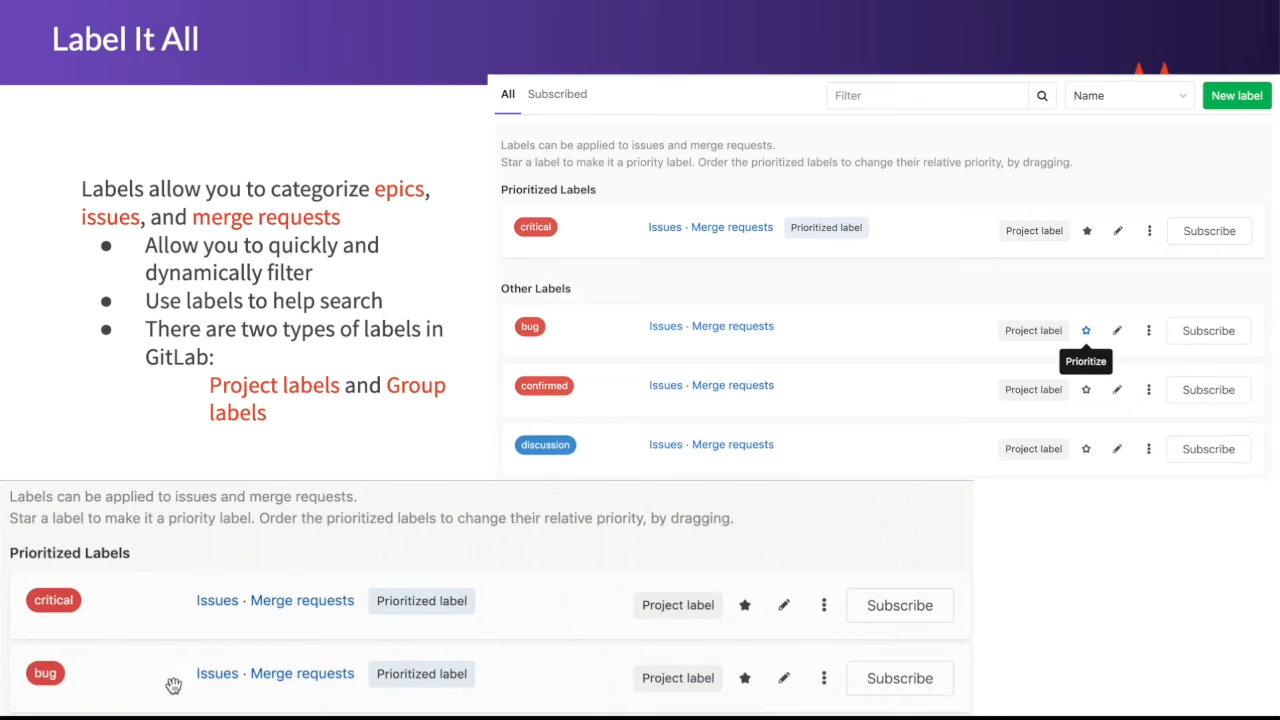 Label It All
Labels allow you to categorize epics,
issues, and merge requests
● Allow you to quickly and
dynamically filter
● Use labels to help search
● There are two types of labels in
GitLab:
Project labels and Group
labels
All Subscribed Filter Name New label
Labels can be applied to issues and merge requests.
Star a label to make it a priority label. Order the prioritized labels to change their relative priority, by dragging.
Prioritized Labels
critical Issues · Merge requests Prioritized label Project label Subscribe
Other Labels
bug Issues · Merge requests Project label Subscribe
Prioritize
confirmed Issues · Merge requests Project label Subscribe
discussion Issues · Merge requests Project label Subscribe
Labels can be applied to issues and merge requests.
Star a label to make it a priority label. Order the prioritized labels to change their relative priority, by dragging.
Prioritized Labels
critical Issues · Merge requests Prioritized label Project label Subscribe
bug Issues · Merge requests Prioritized label Project label Subscribe